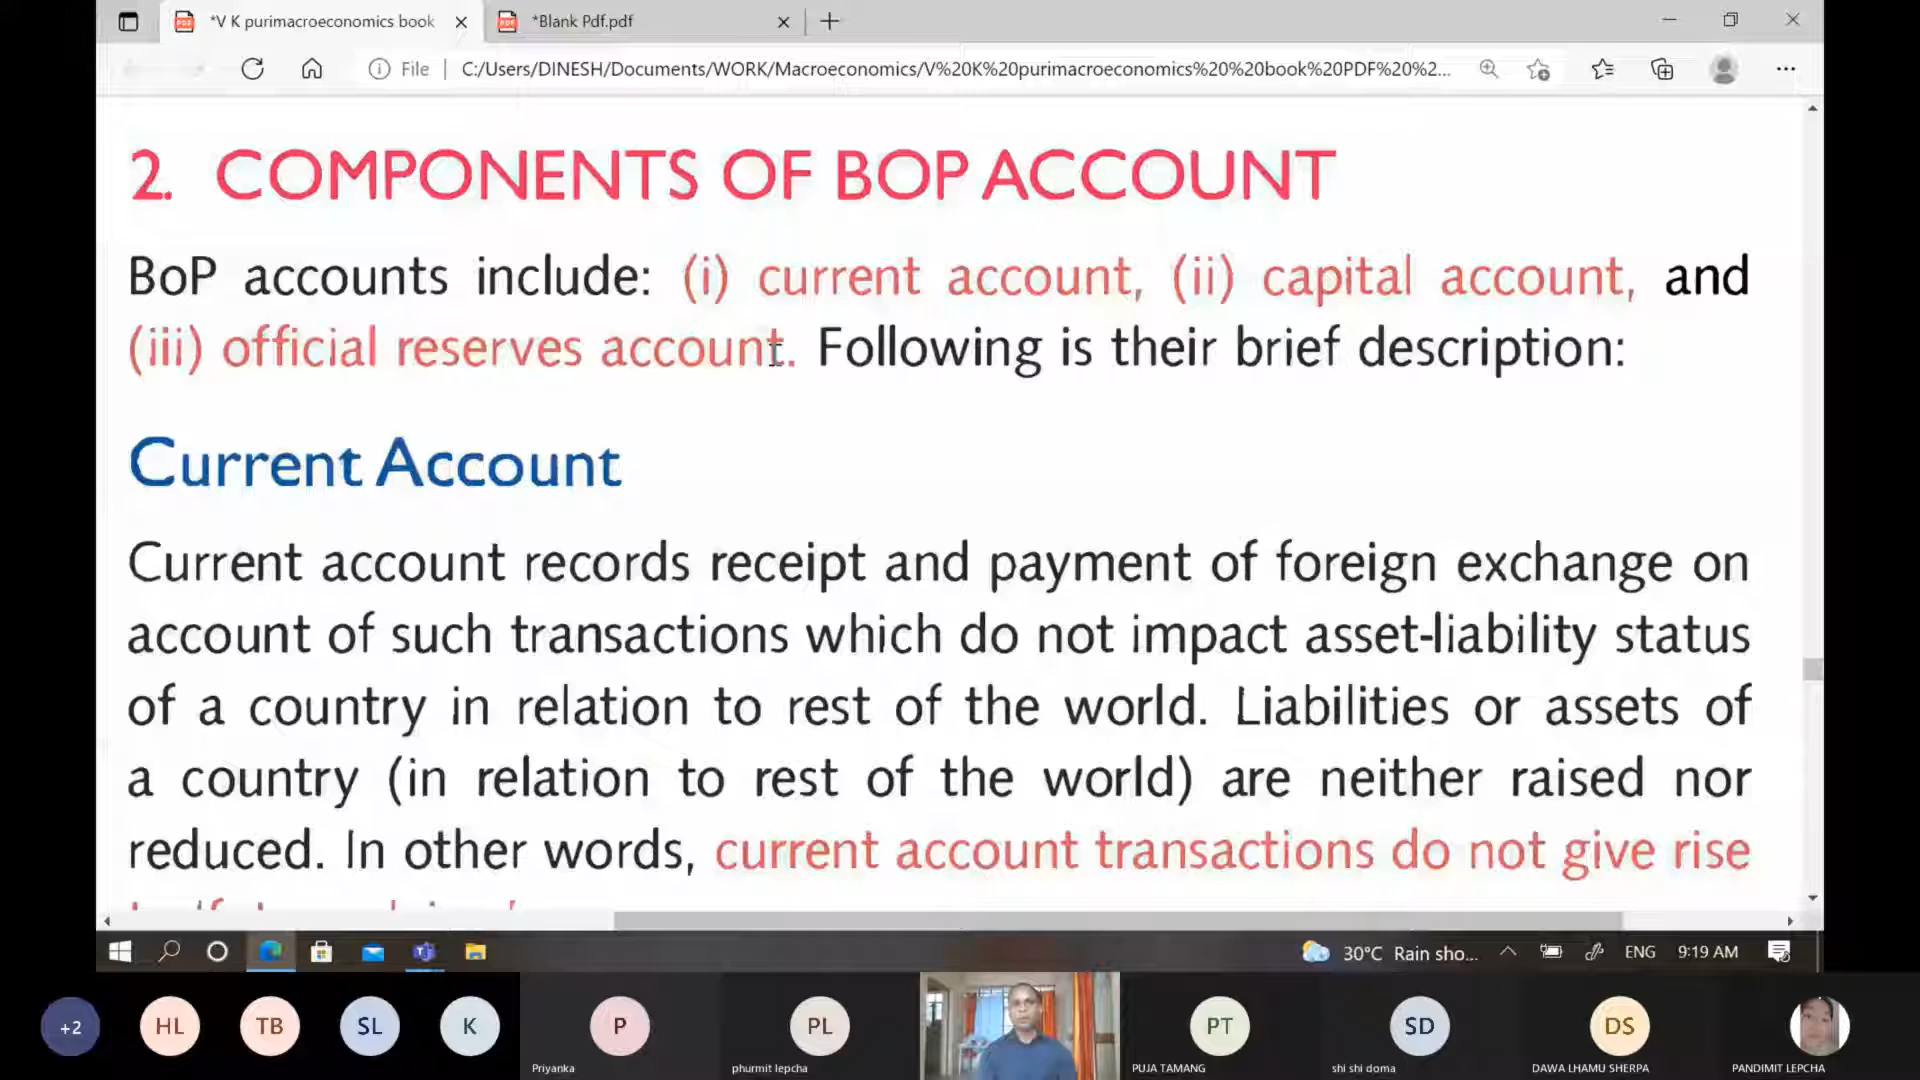 *V K purimacroeconomics book
*Blank Pdf.pdf
File
C:/Users/DINESH/Documents/WORK/Macroeconomics/V%20K%20purimacroeconomics%20%20book%20PDF%20%2...
2. COMPONENTS OF BOP ACCOUNT
BoP accounts include: (i) current account, (ii) capital account, and
(iii) official reserves account. Following is their brief description:
Current Account
Current account records receipt and payment of foreign exchange on
account of such transactions which do not impact asset-liability status
of a country in relation to rest of the world. Liabilities or assets of
a country (in relation to rest of the world) are neither raised nor
reduced. In other words, current account transactions do not give rise
30°C Rain sho...
ENG
9:19 AM
+2
HL
TB
SL
K
P
PL
PT
SD
DS
Priyanka
phurmit lepcha
PUJA TAMANG
shi shi doma
DAWA LHAMU SHERPA
PANDIMIT LEPCHA